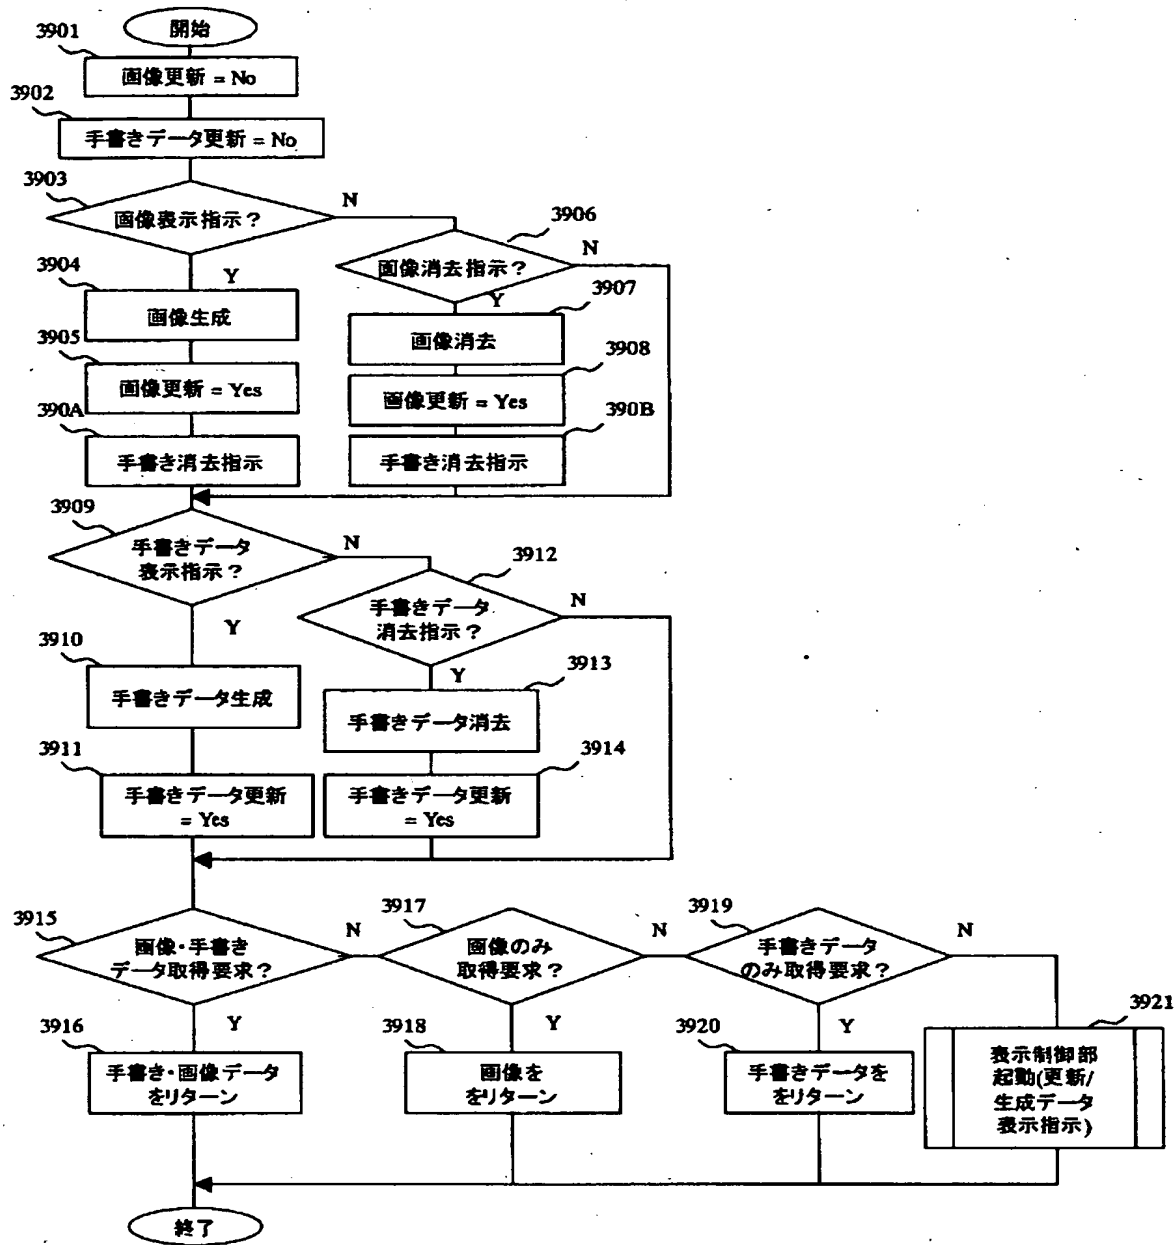 開始
3901
画像更新 = No
3902
手書きデータ更新 = No
3903
画像表示指示?
N
Y
3906
画像消去指示?
N
Y
3904
画像生成
3907
画像消去
3905
画像更新 = Yes
3908
画像更新 = Yes
390A
手書き消去指示
390B
手書き消去指示
3909
手書きデータ
表示指示?
N
Y
3912
手書きデータ
消去指示?
N
Y
3910
手書きデータ生成
3913
手書きデータ消去
3911
手書きデータ更新
= Yes
3914
手書きデータ更新
= Yes
3915
画像・手書き
データ取得要求?
N
Y
3917
画像のみ
取得要求?
N
Y
3919
手書きデータ
のみ取得要求?
N
Y
3916
手書き・画像データ
をリターン
3918
画像を
をリターン
3920
手書きデータを
をリターン
3921
表示制御部
起動(更新/
生成データ
表示指示)
終了